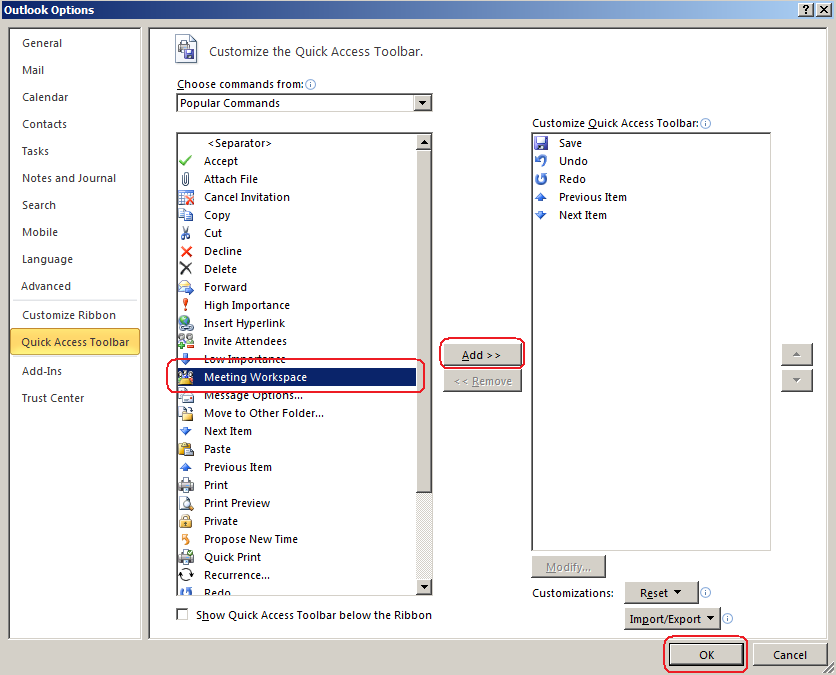 Outlook Options
General
Mail
Calendar
Contacts
Tasks
Notes and Journal
Search
Mobile
Language
Advanced
Customize Ribbon
Quick Access Toolbar
Add-Ins
Trust Center
Customize the Quick Access Toolbar.
Choose commands from:
Popular Commands
<Separator>
Accept
Attach File
Cancel Invitation
Copy
Cut
Decline
Delete
Forward
High Importance
Insert Hyperlink
Invite Attendees
Low Importance
Meeting Workspace
Message Options...
Move to Other Folder...
Next Item
Paste
Previous Item
Print
Print Preview
Private
Propose New Time
Quick Print
Recurrence...
Redo
Show Quick Access Toolbar below the Ribbon
Add >>
<< Remove
Customize Quick Access Toolbar:
Save
Undo
Redo
Previous Item
Next Item
Modify...
Customizations:
Reset
Import/Export
OK
Cancel